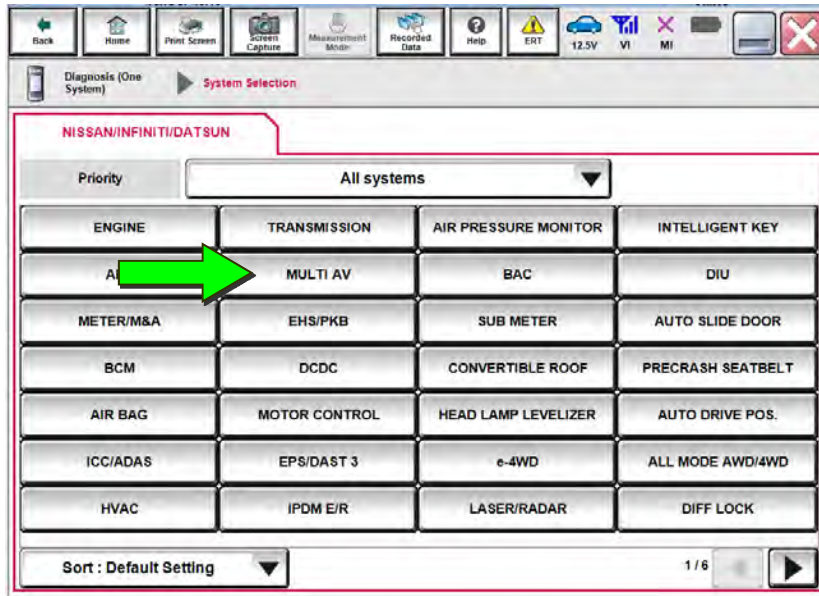 Back
Home
Print Screen
Screen Capture
Measurement Mode
Recorded Data
Help
ERT
12.5V
VI
MI
Diagnosis (One System)
System Selection
NISSAN/INFINITI/DATSUN
Priority
All systems
ENGINE
TRANSMISSION
AIR PRESSURE MONITOR
INTELLIGENT KEY
MULTI AV
BAC
DIU
METER/M&A
EHS/PKB
SUB METER
AUTO SLIDE DOOR
BCM
DCDC
CONVERTIBLE ROOF
PRECRASH SEATBELT
AIR BAG
MOTOR CONTROL
HEAD LAMP LEVELIZER
AUTO DRIVE POS.
ICC/ADAS
EPS/DAST 3
e-4WD
ALL MODE AWD/4WD
HVAC
IPDM E/R
LASER/RADAR
DIFF LOCK
Sort : Default Setting
1/6